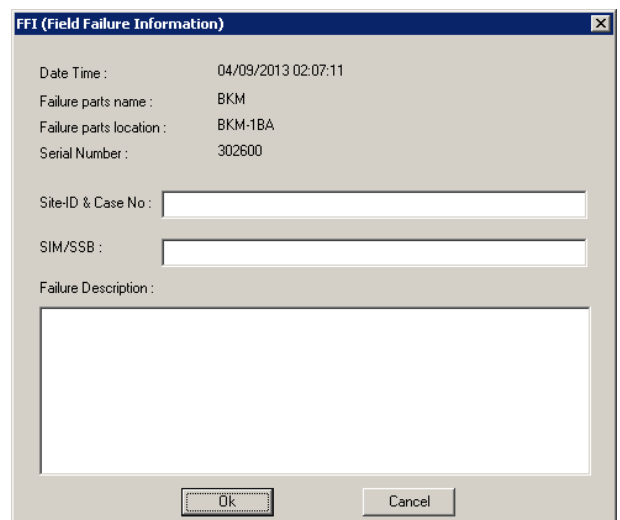 FFI (Field Failure Information)
Date Time : 04/09/2013 02:07:11
Failure parts name : BKM
Failure parts location : BKM-1BA
Serial Number : 302600
Site-ID & Case No :
SIM/SSB :
Failure Description :
Ok Cancel